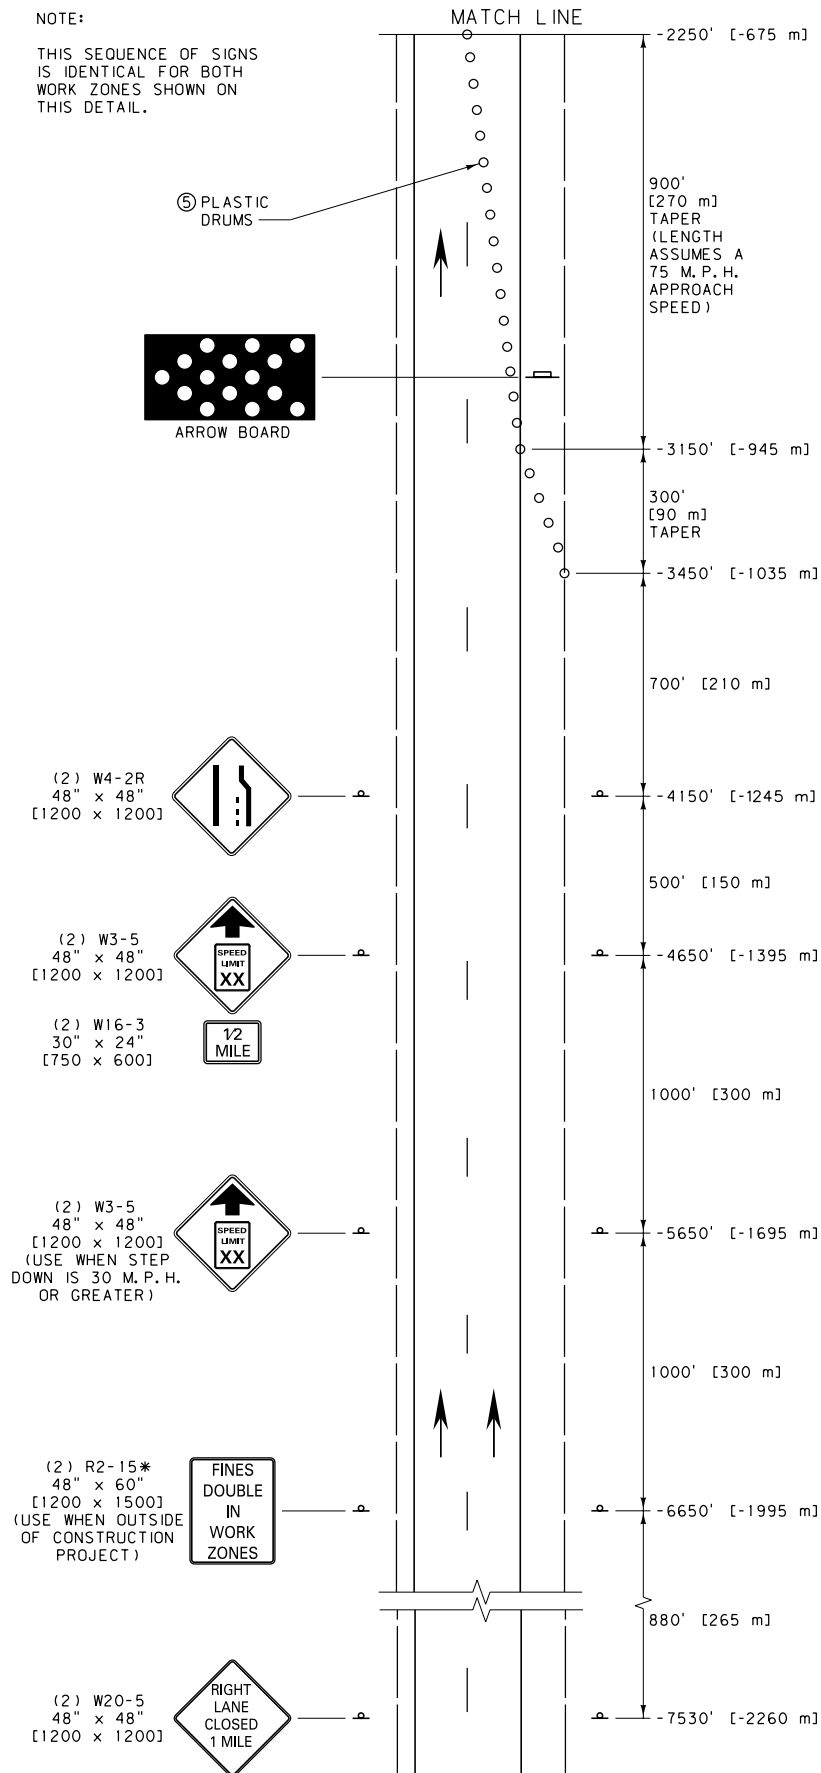 NOTE:
MATCH LINE
THIS SEQUENCE OF SIGNS
IS IDENTICAL FOR BOTH
WORK ZONES SHOWN ON
THIS DETAIL.
-2250' [-675 m]
900'
[270 m]
TAPER
(LENGTH
ASSUMES A
75 M.P.H.
APPROACH
SPEED)
⑤ PLASTIC
DRUMS
ARROW BOARD
-3150' [-945 m]
300'
[90 m]
TAPER
-3450' [-1035 m]
700' [210 m]
(2) W4-2R
48" x 48"
[1200 x 1200]
-4150' [-1245 m]
500' [150 m]
(2) W3-5
48" x 48"
[1200 x 1200]
SPEED
LIMIT
XX
-4650' [-1395 m]
(2) W16-3
30" x 24"
[750 x 600]
1/2
MILE
1000' [300 m]
(2) W3-5
48" x 48"
[1200 x 1200]
(USE WHEN STEP
DOWN IS 30 M.P.H.
OR GREATER)
SPEED
LIMIT
XX
-5650' [-1695 m]
1000' [300 m]
(2) R2-15*
48" x 60"
[1200 x 1500]
(USE WHEN OUTSIDE
OF CONSTRUCTION
PROJECT)
FINES
DOUBLE
IN
WORK
ZONES
-6650' [-1995 m]
880' [265 m]
(2) W20-5
48" x 48"
[1200 x 1200]
RIGHT
LANE
CLOSED
1 MILE
-7530' [-2260 m]